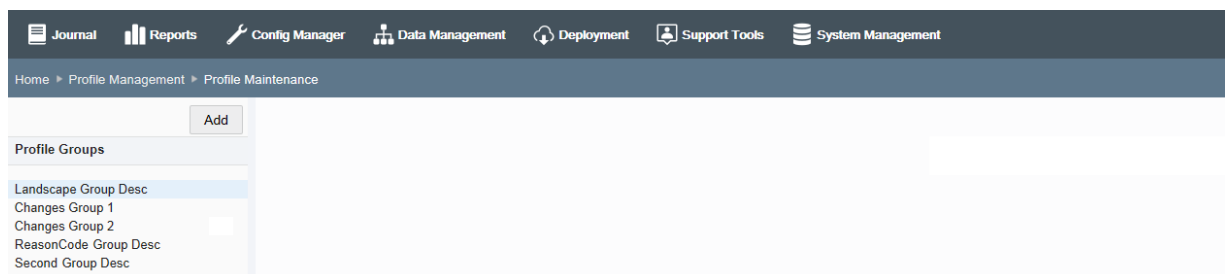 Journal Reports Config Manager Data Management Deployment Support Tools System Management
Home ▶ Profile Management ▶ Profile Maintenance
Add
Profile Groups
Landscape Group Desc
Changes Group 1
Changes Group 2
ReasonCode Group Desc
Second Group Desc